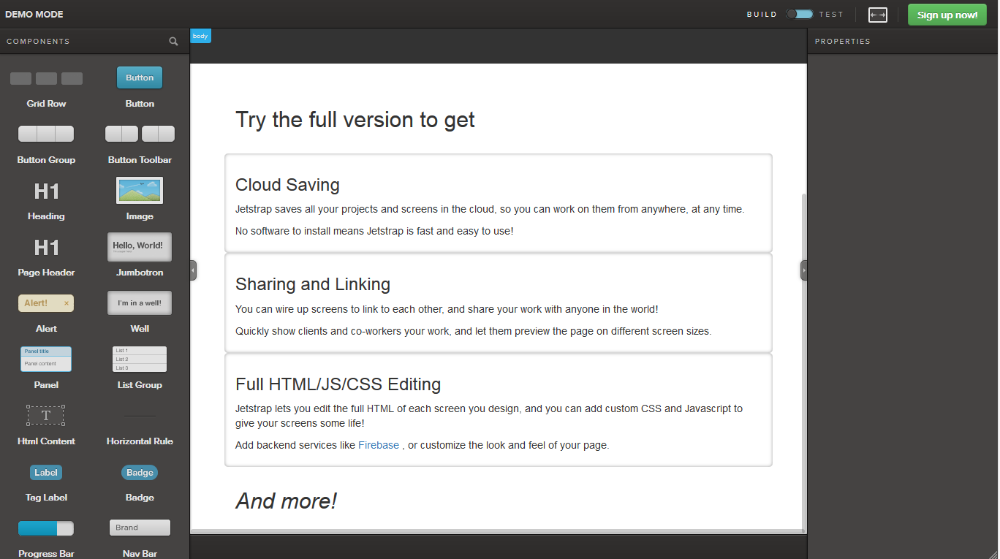 DEMO MODE
BUILD TEST
Sign up now!
COMPONENTS
body
PROPERTIES
Button
Grid Row
Button
Button Group
Button Toolbar
H1
Heading
Image
H1
Hello, World!
Page Header
Jumbotron
Alert! ×
I'm in a well!
Alert
Well
Panel title
Panel content
List 1
List 2
List 3
Panel
List Group
T
Html Content
Horizontal Rule
Label
Badge
Tag Label
Badge
Brand
Progress Bar
Nav Bar
Try the full version to get
Cloud Saving
Jetstrap saves all your projects and screens in the cloud, so you can work on them from anywhere, at any time.
No software to install means Jetstrap is fast and easy to use!
Sharing and Linking
You can wire up screens to link to each other, and share your work with anyone in the world!
Quickly show clients and co-workers your work, and let them preview the page on different screen sizes.
Full HTML/JS/CSS Editing
Jetstrap lets you edit the full HTML of each screen you design, and you can add custom CSS and Javascript to
give your screens some life!
Add backend services like Firebase , or customize the look and feel of your page.
And more!